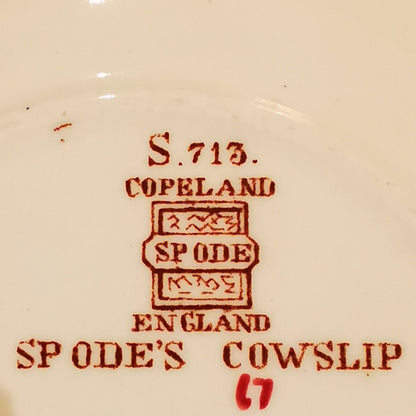 S.713.
COPELAND
SPODE
ENGLAND
SPODE'S COWSLIP
67